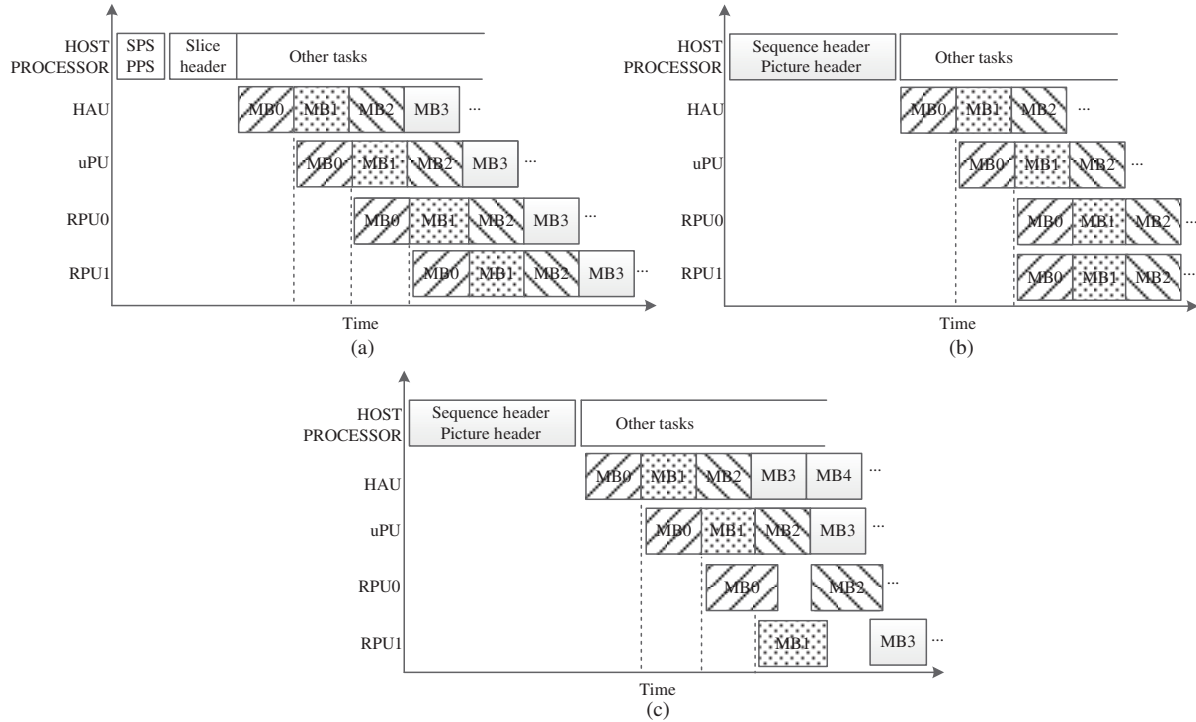 HOST
PROCESSOR
SPS
PPS
Slice
header
Other tasks
HAU
MB0
MB1
MB2
MB3
...
uPU
MB0
MB1
MB2
MB3
...
RPU0
MB0
MB1
MB2
MB3
...
RPU1
MB0
MB1
MB2
MB3
...
Time
(a)
HOST
PROCESSOR
Sequence header
Picture header
Other tasks
HAU
MB0
MB1
MB2
...
uPU
MB0
MB1
MB2
...
RPU0
MB0
MB1
MB2
...
RPU1
MB0
MB1
MB2
...
Time
(b)
HOST
PROCESSOR
Sequence header
Picture header
Other tasks
HAU
MB0
MB1
MB2
MB3
MB4
...
uPU
MB0
MB1
MB2
MB3
...
RPU0
MB0
MB2
...
RPU1
MB1
MB3
...
Time
(c)